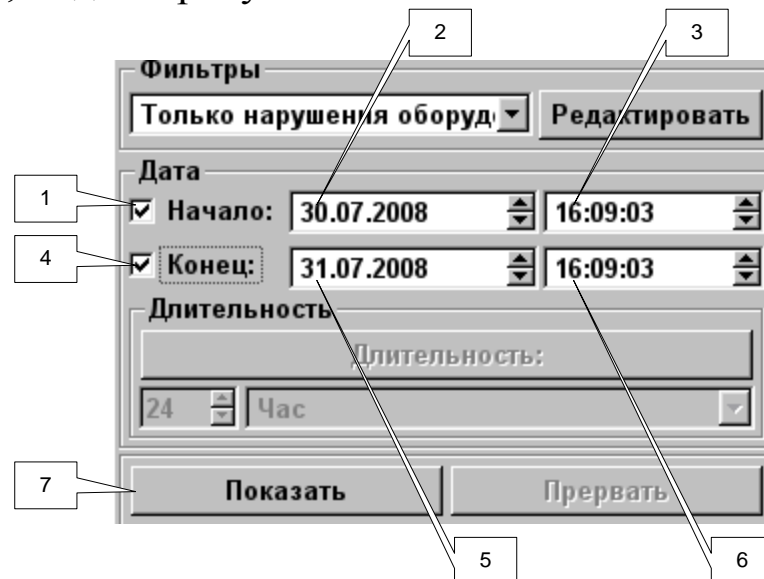 2 3
Фильтры
Только нарушения оборуд Редактировать
Дата
1 Начало: 30.07.2008 16:09:03
4 Конец: 31.07.2008 16:09:03
Длительность
Длительность:
24 Час
7 Показать Прервать
5 6